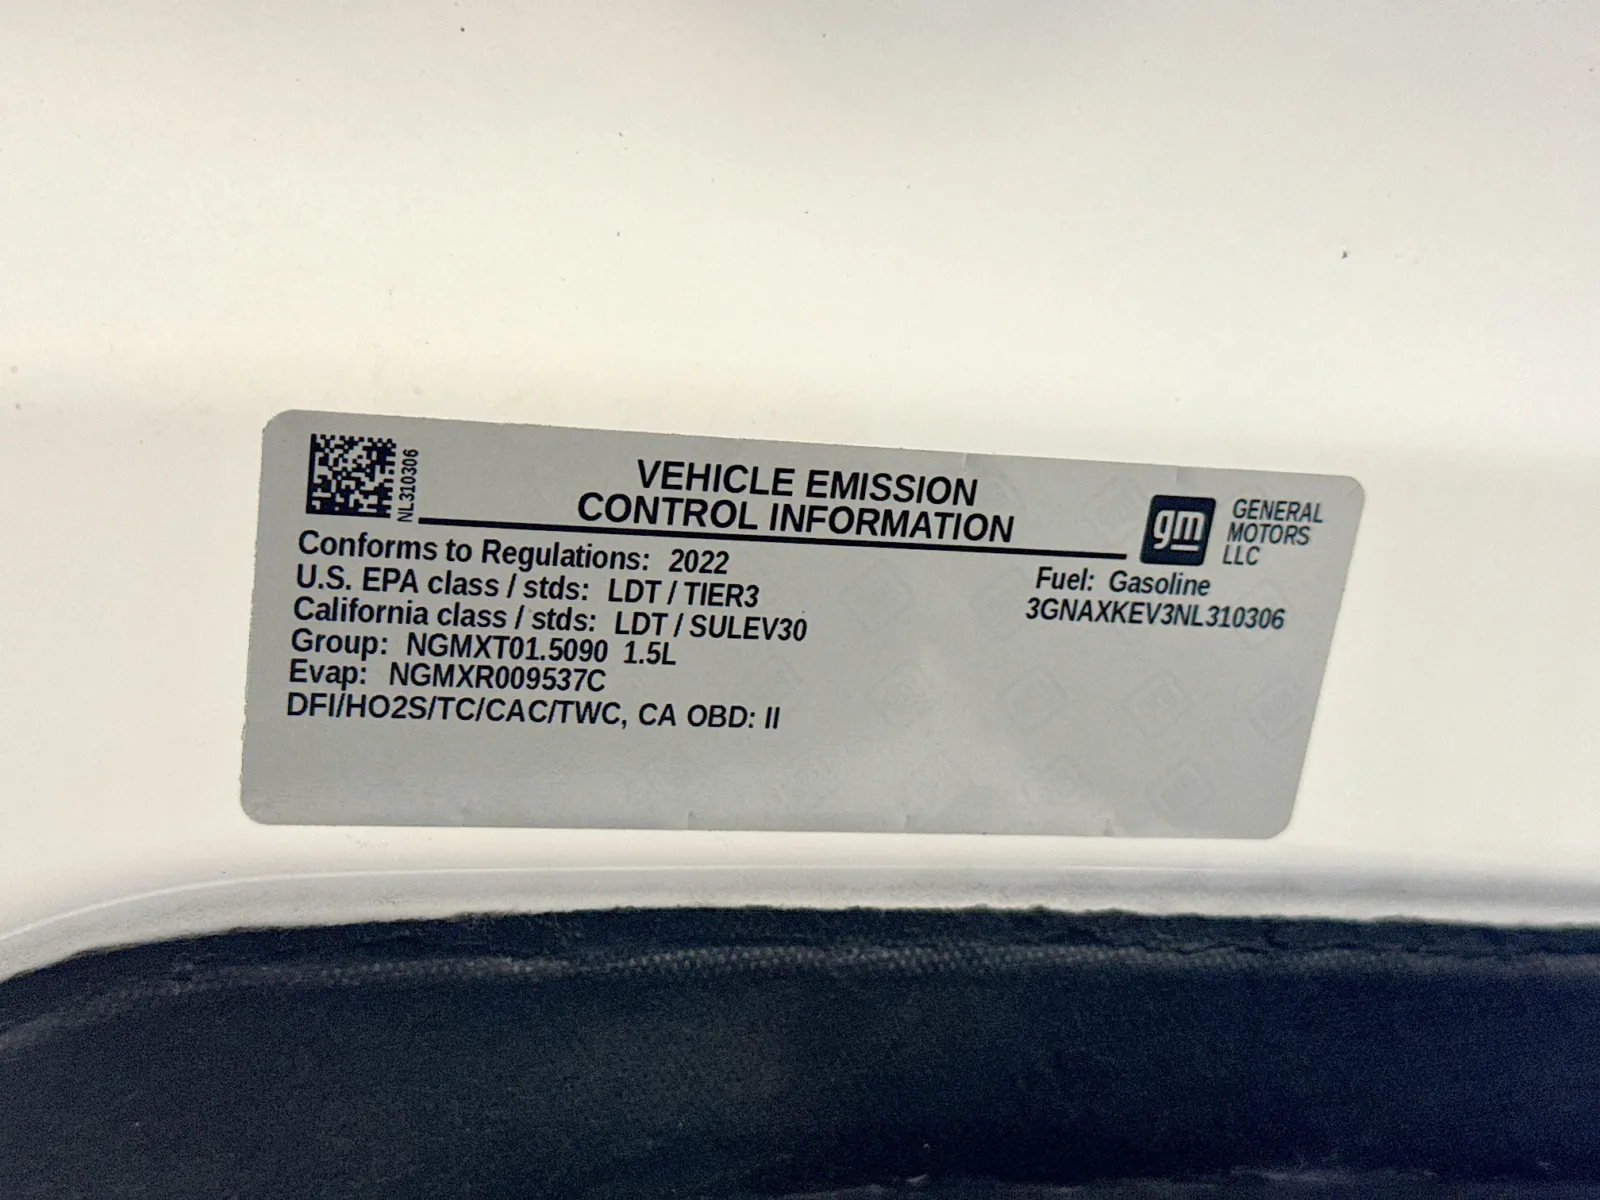 NL310306
VEHICLE EMISSION
CONTROL INFORMATION
gm
GENERAL
MOTORS
LLC
Conforms to Regulations: 2022
U.S. EPA class / stds: LDT / TIER3
California class / stds: LDT / SULEV30
Group: NGMXT01.5090 1.5L
Evap: NGMXR009537C
DFI/HO2S/TC/CAC/TWC, CA OBD: II
Fuel: Gasoline
3GNAXKEV3NL310306